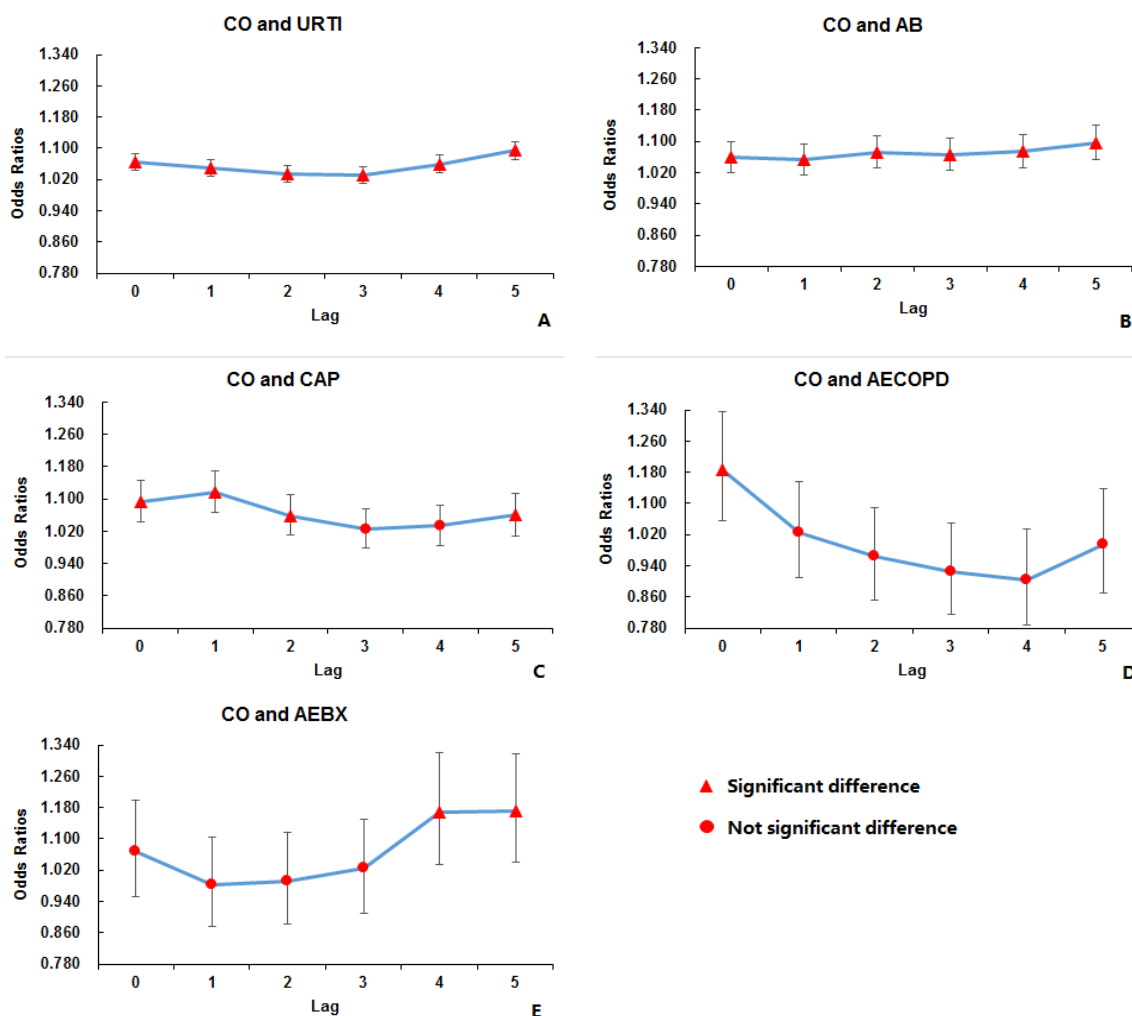 CO and URTI
1.340
1.260
1.180
1.100
1.020
0.940
0.860
0.780
Odds Ratios
0 1 2 3 4 5
Lag
A
CO and AB
1.340
1.260
1.180
1.100
1.020
0.940
0.860
0.780
Odds Ratios
0 1 2 3 4 5
Lag
B
CO and CAP
1.340
1.260
1.180
1.100
1.020
0.940
0.860
0.780
Odds Ratios
0 1 2 3 4 5
Lag
C
CO and AECOPD
1.340
1.260
1.180
1.100
1.020
0.940
0.860
0.780
Odds Ratios
0 1 2 3 4 5
Lag
D
CO and AEBX
1.340
1.260
1.180
1.100
1.020
0.940
0.860
0.780
Odds Ratios
0 1 2 3 4 5
Lag
E
Significant difference
Not significant difference